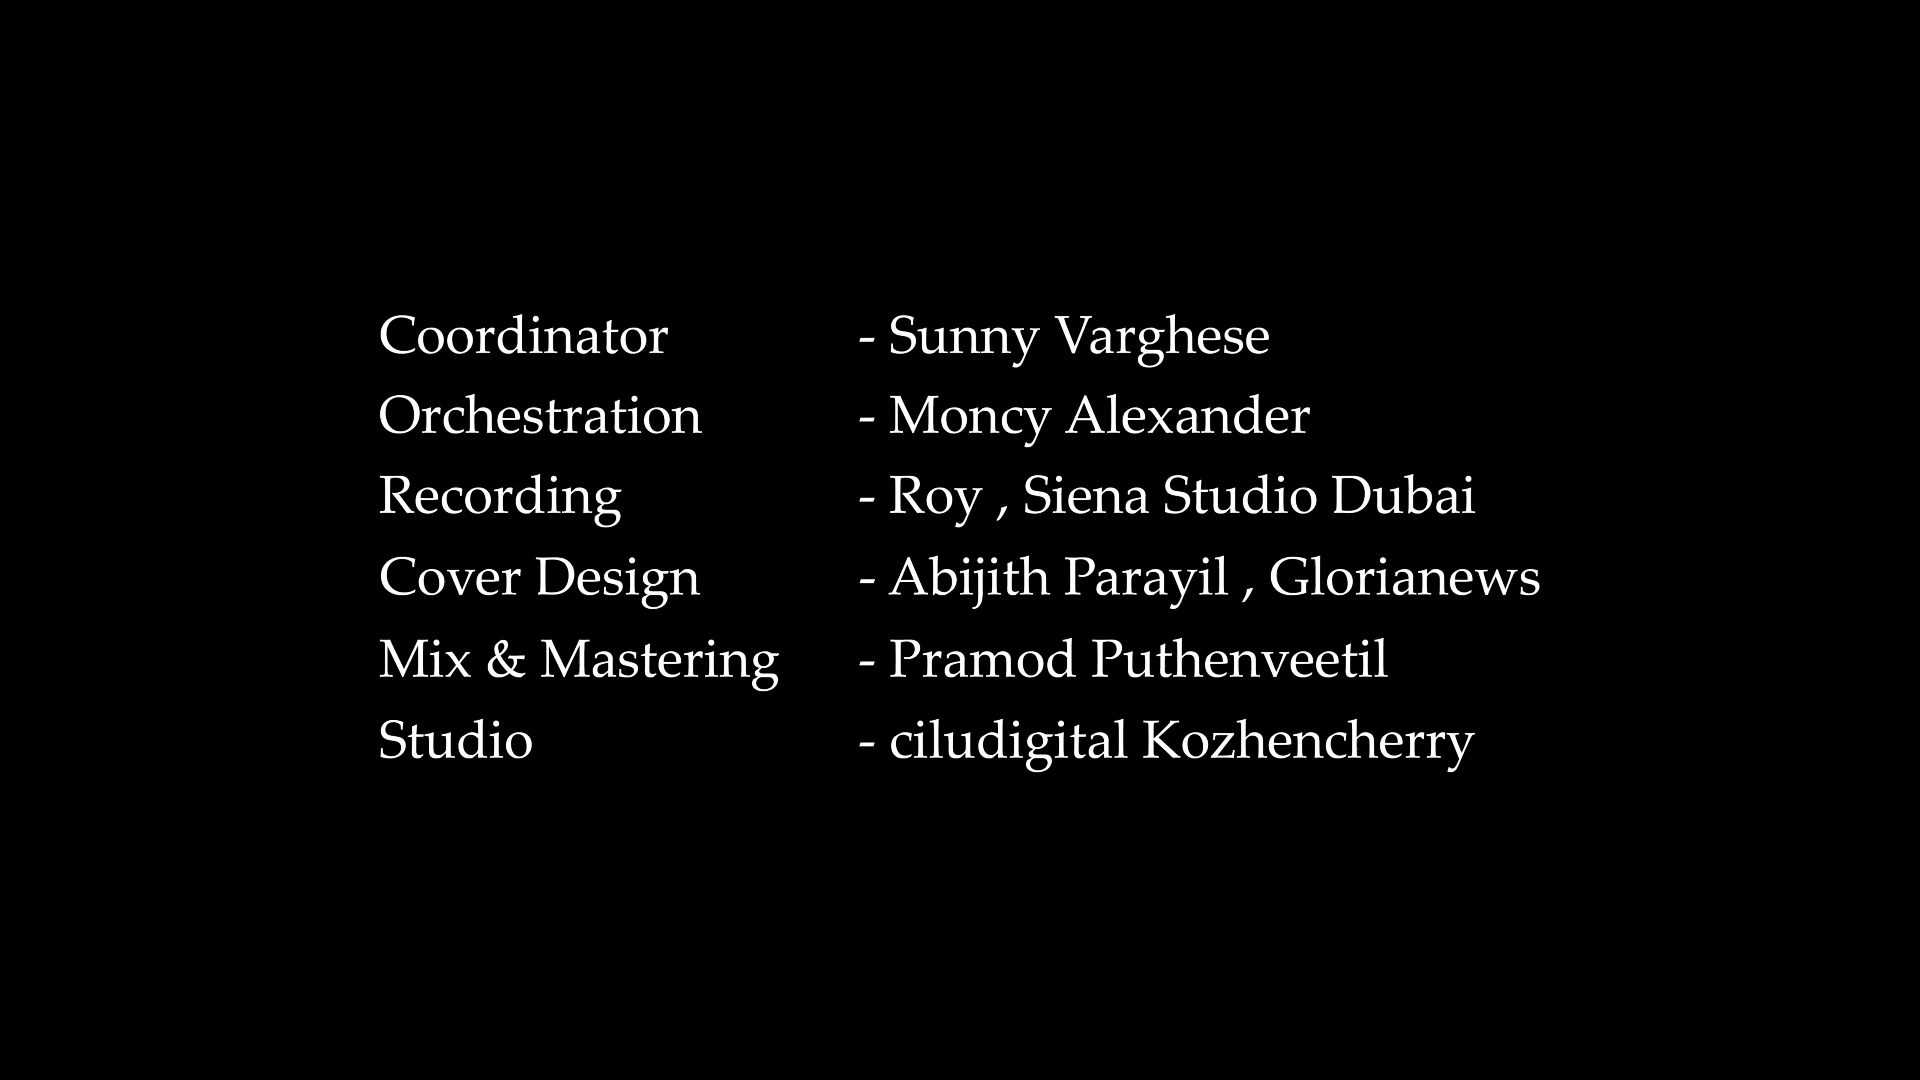 Coordinator - Sunny Varghese
Orchestration - Moncy Alexander
Recording - Roy , Siena Studio Dubai
Cover Design - Abijith Parayil , Glorianews
Mix & Mastering - Pramod Puthenveetil
Studio - ciludigital Kozhencherry